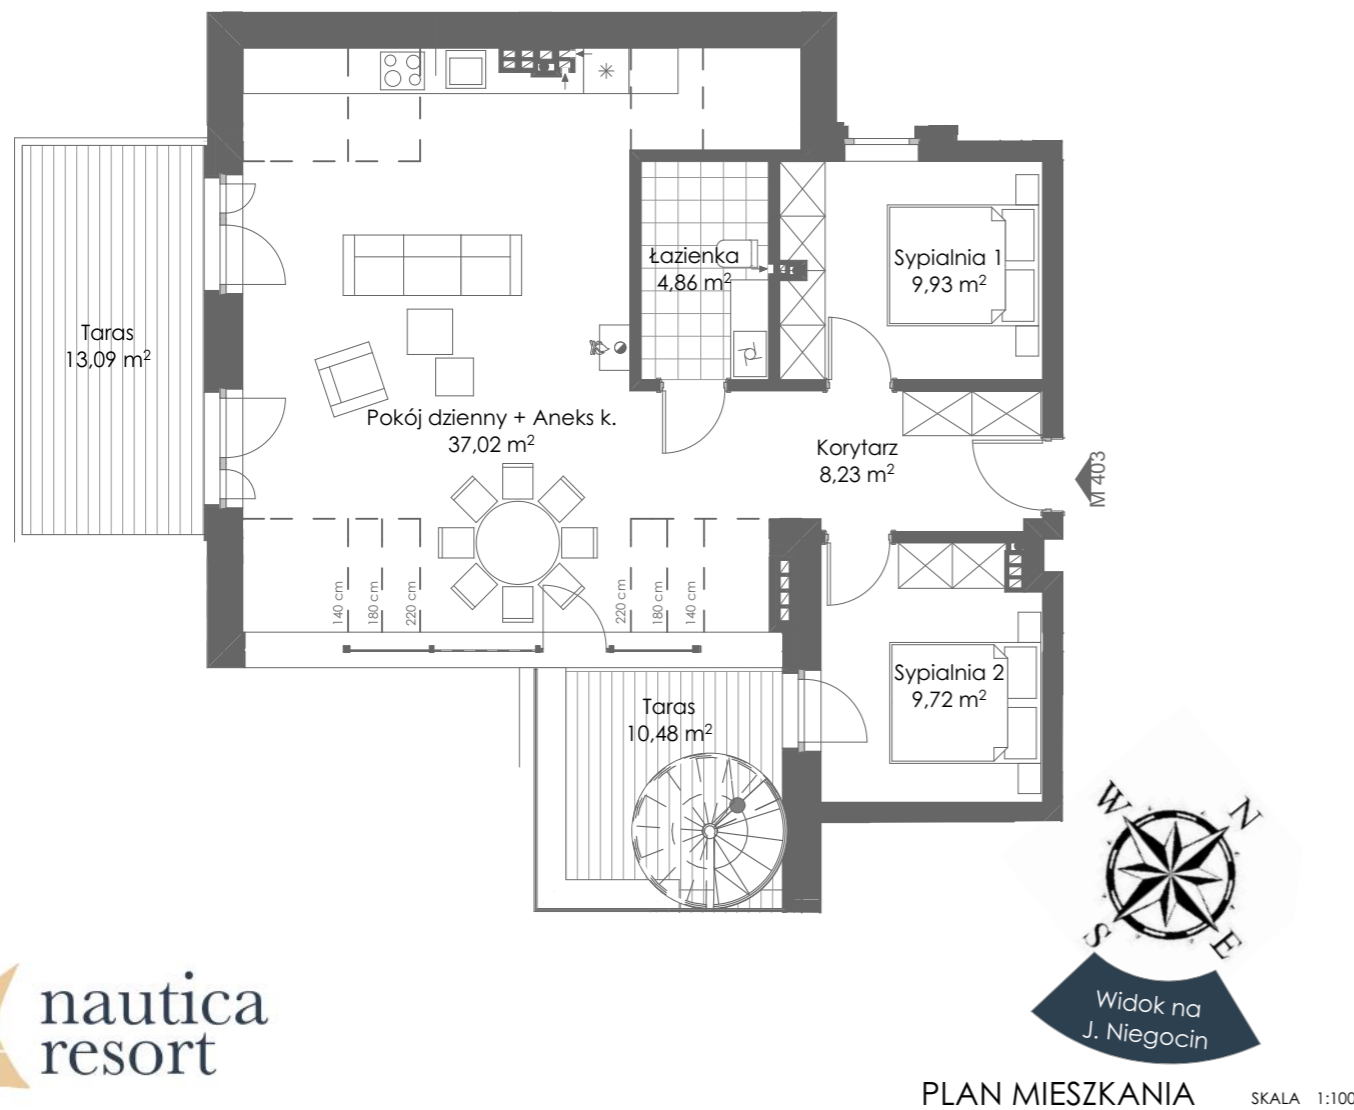 Taras
13,09 m²
Łazienka
4,86 m²
Sypialnia 1
9,93 m²
Pokój dzienny + Aneks k.
37,02 m²
Korytarz
8,23 m²
M 403
140 cm
180 cm
220 cm
220 cm
180 cm
140 cm
Sypialnia 2
9,72 m²
Taras
10,48 m²
W
N
S
E
Widok na
J. Niegocin
nautica
resort
PLAN MIESZKANIA
SKALA 1:100